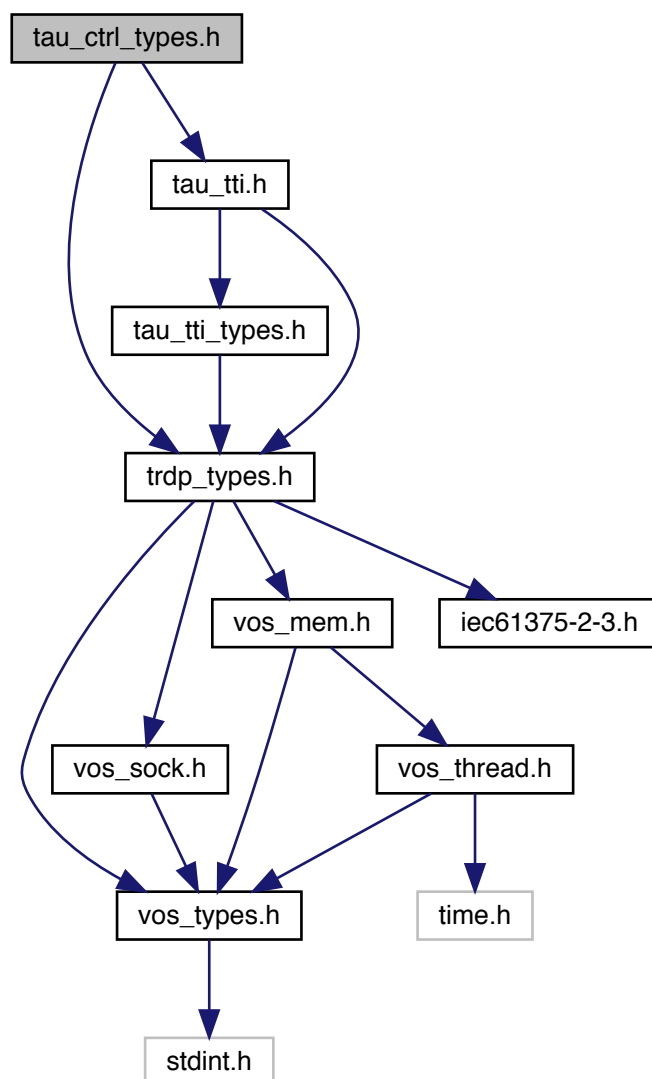 tau_ctrl_types.h
tau_tti.h
tau_tti_types.h
trdp_types.h
vos_mem.h
iec61375-2-3.h
vos_sock.h
vos_thread.h
vos_types.h
time.h
stdint.h